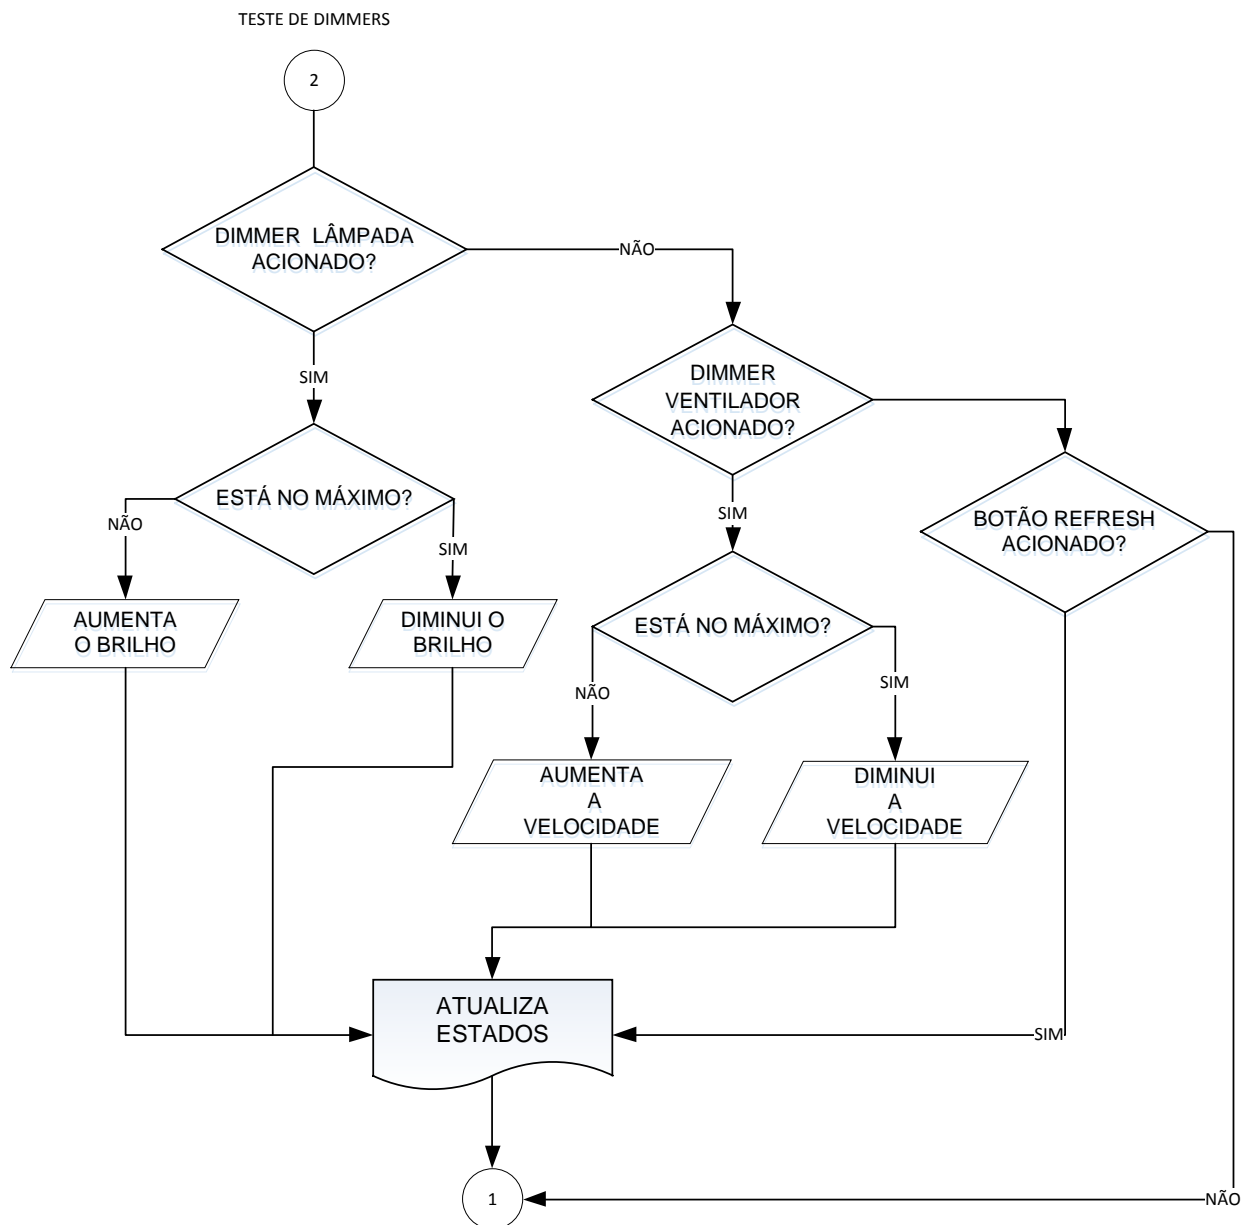 TESTE DE DIMMERS
2
DIMMER LÂMPADA
ACIONADO?
NÃO
SIM
DIMMER
VENTILADOR
ACIONADO?
ESTÁ NO MÁXIMO?
NÃO
SIM
SIM
BOTÃO REFRESH
ACIONADO?
AUMENTA
O BRILHO
DIMINUI O
BRILHO
ESTÁ NO MÁXIMO?
NÃO
SIM
AUMENTA
A
VELOCIDADE
DIMINUI
A
VELOCIDADE
ATUALIZA
ESTADOS
SIM
1
NÃO